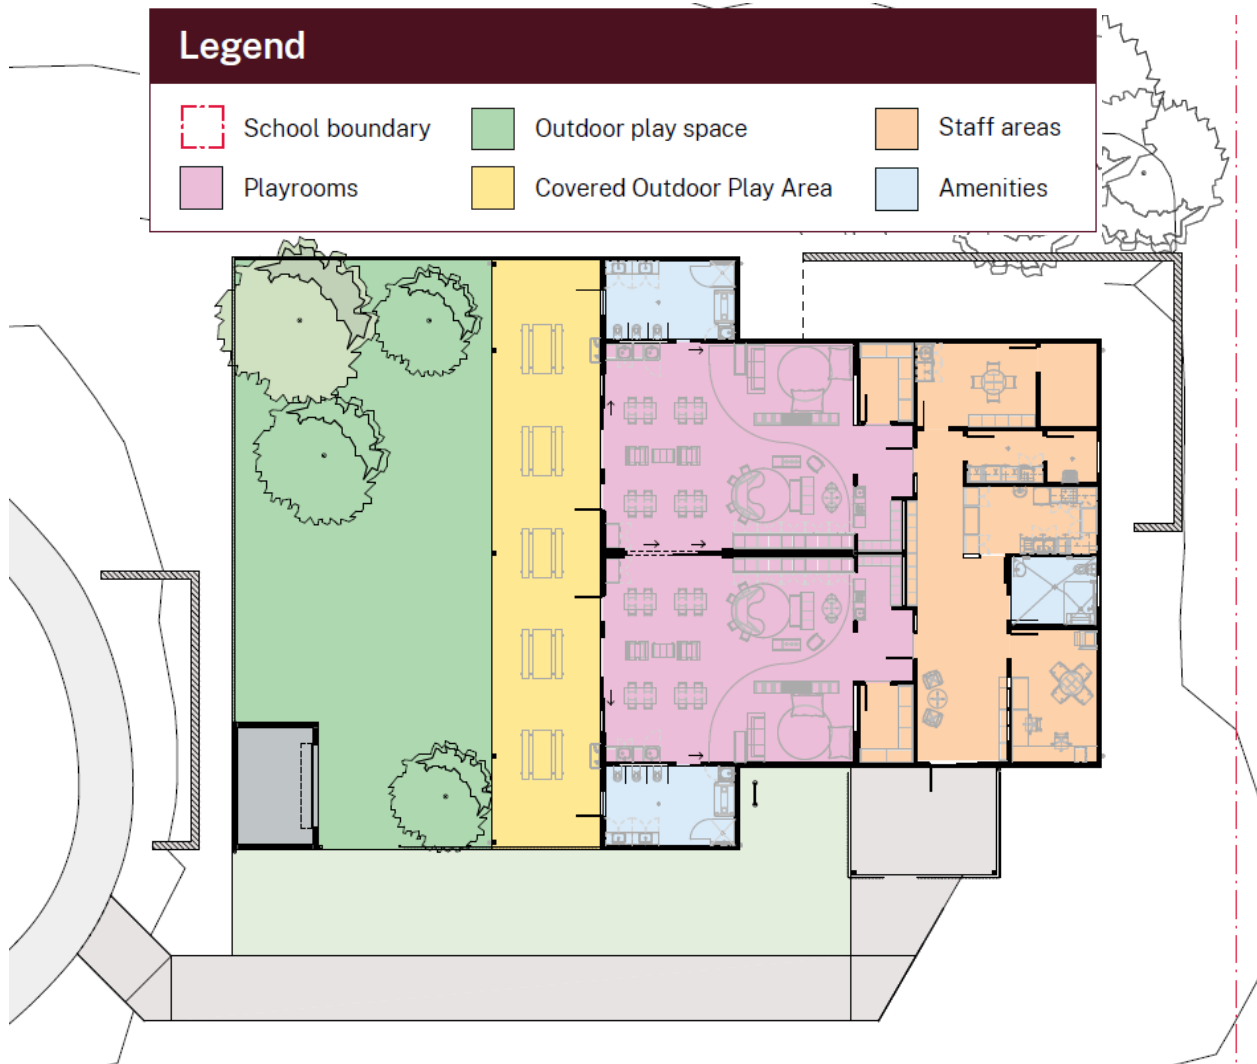 Legend
School boundary
Outdoor play space
Staff areas
Playrooms
Covered Outdoor Play Area
Amenities